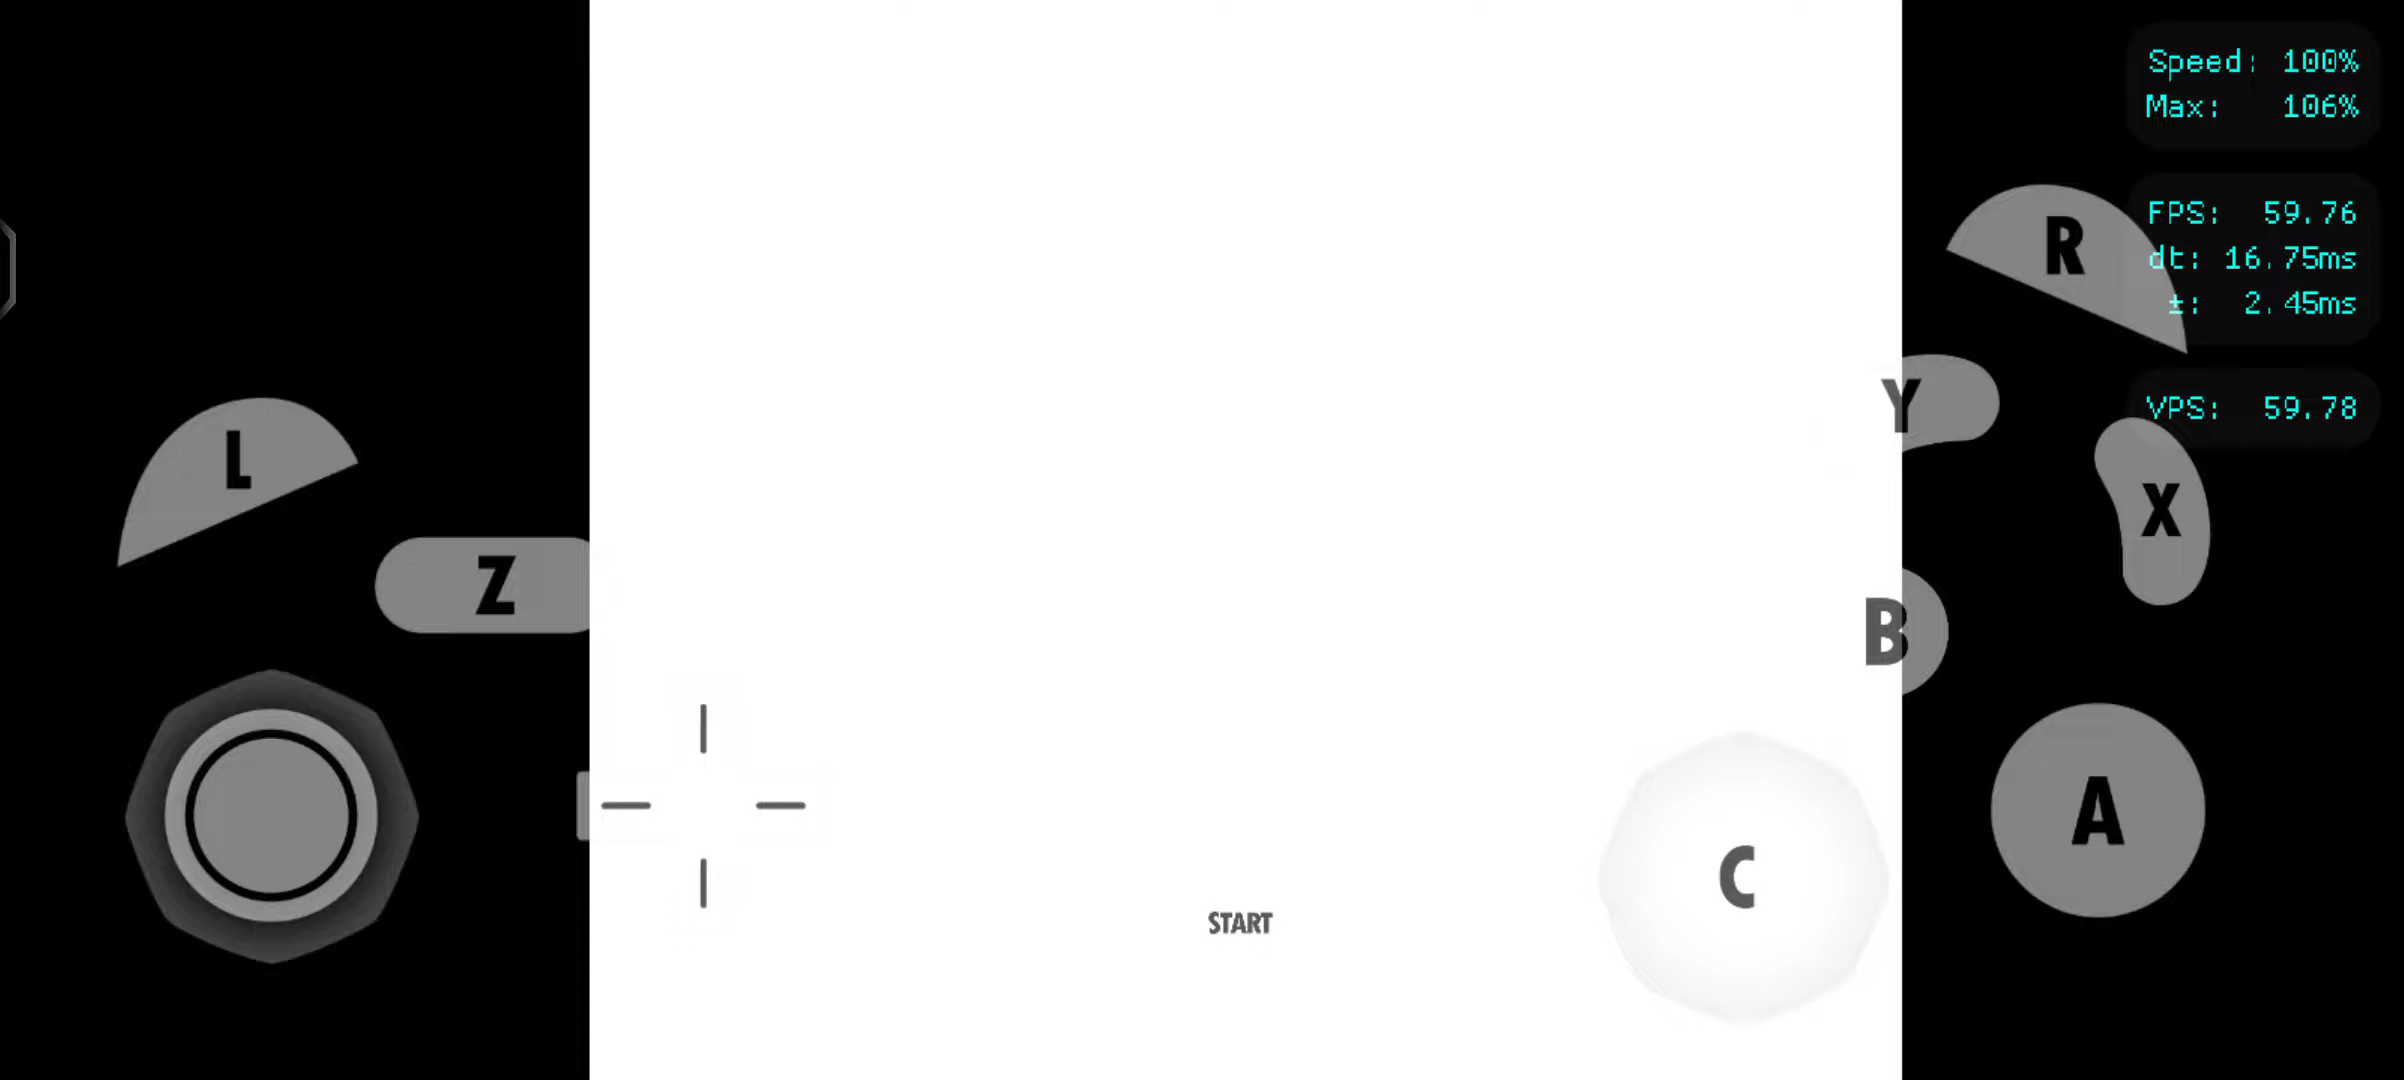 Speed: 100%
Max: 106%
FPS: 59.76
dt: 16.75ms
±: 2.45ms
VPS: 59.78
R
Y
L
X
Z
B
A
C
START